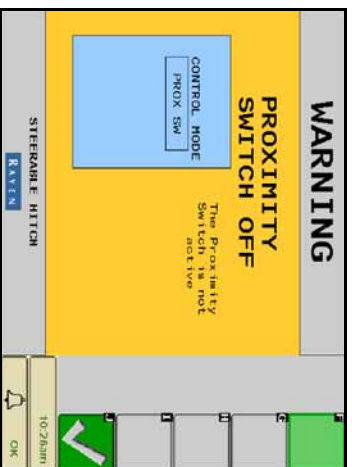 WARNING
PROXIMITY
SWITCH OFF
The Proximity
Switch is not
active
CONTROL MODE
PROX SW
STEERABLE HITCH
RAVEN
10:26am
OK